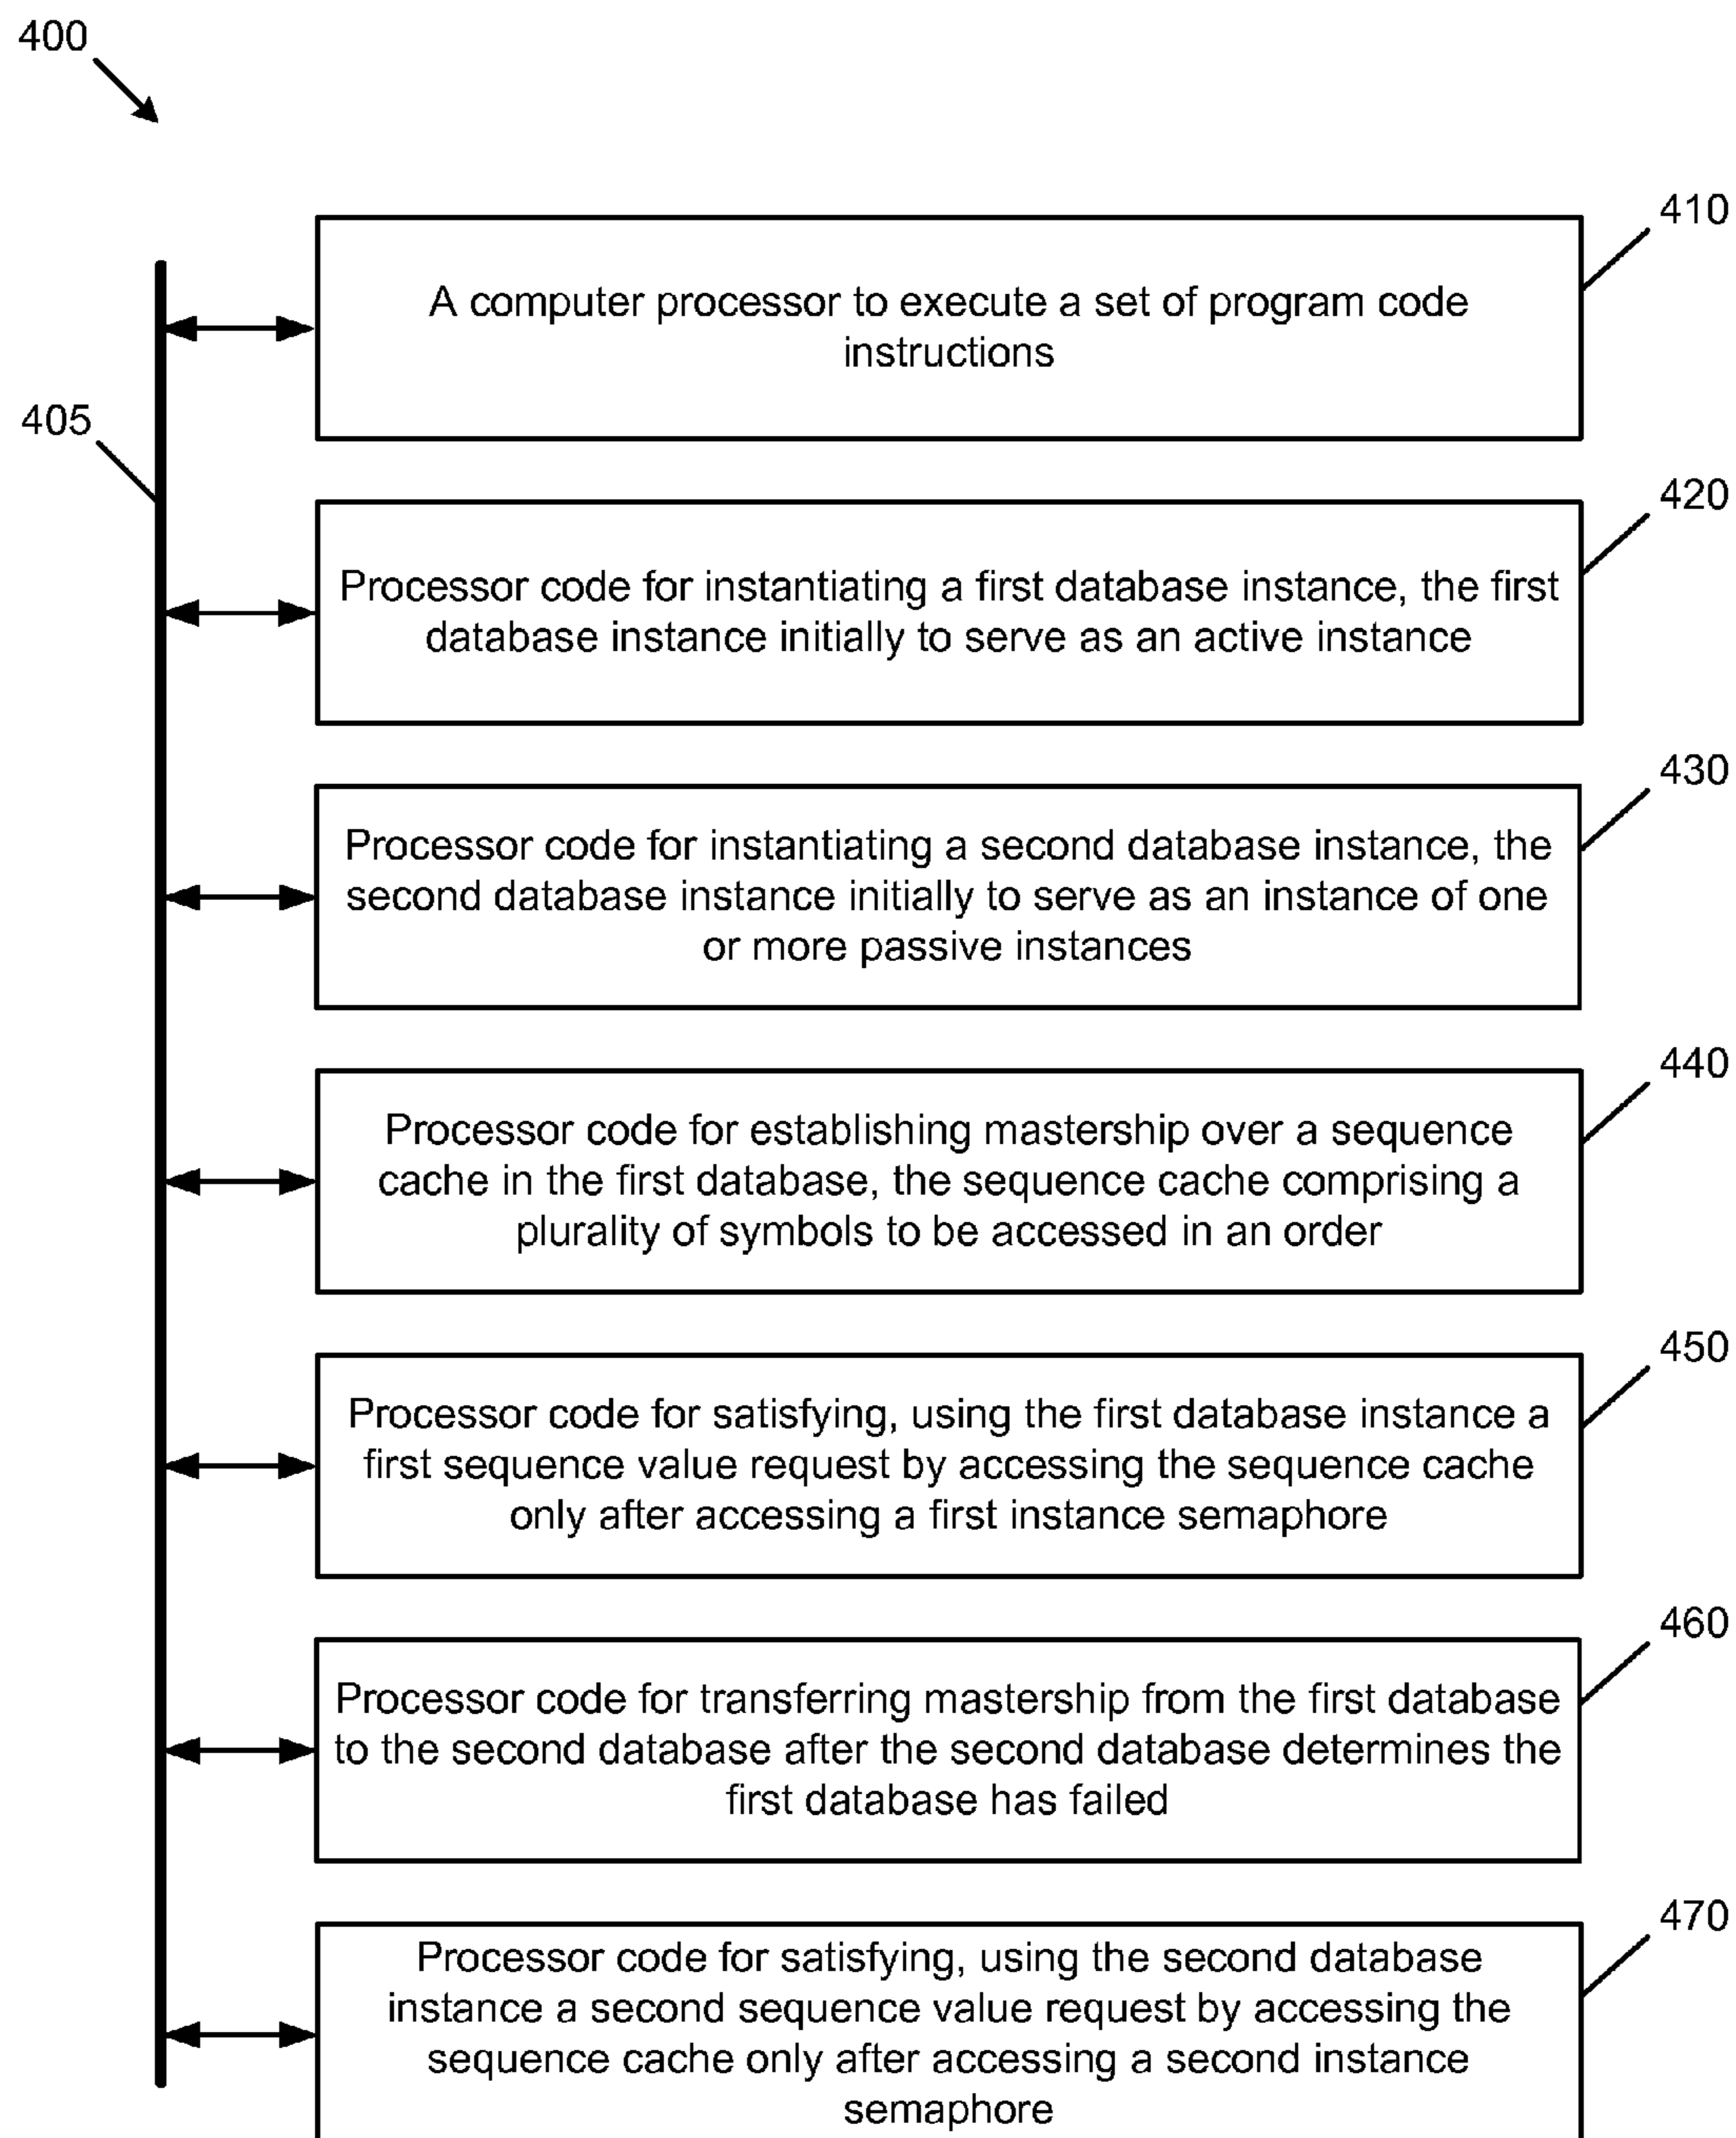 400
410
A computer processor to execute a set of program code
instructions
405
420
Processor code for instantiating a first database instance, the first
database instance initially to serve as an active instance
430
Processor code for instantiating a second database instance, the
second database instance initially to serve as an instance of one
or more passive instances
440
Processor code for establishing mastership over a sequence
cache in the first database, the sequence cache comprising a
plurality of symbols to be accessed in an order
450
Processor code for satisfying, using the first database instance a
first sequence value request by accessing the sequence cache
only after accessing a first instance semaphore
460
Processor code for transferring mastership from the first database
to the second database after the second database determines the
first database has failed
470
Processor code for satisfying, using the second database
instance a second sequence value request by accessing the
sequence cache only after accessing a second instance
semaphore